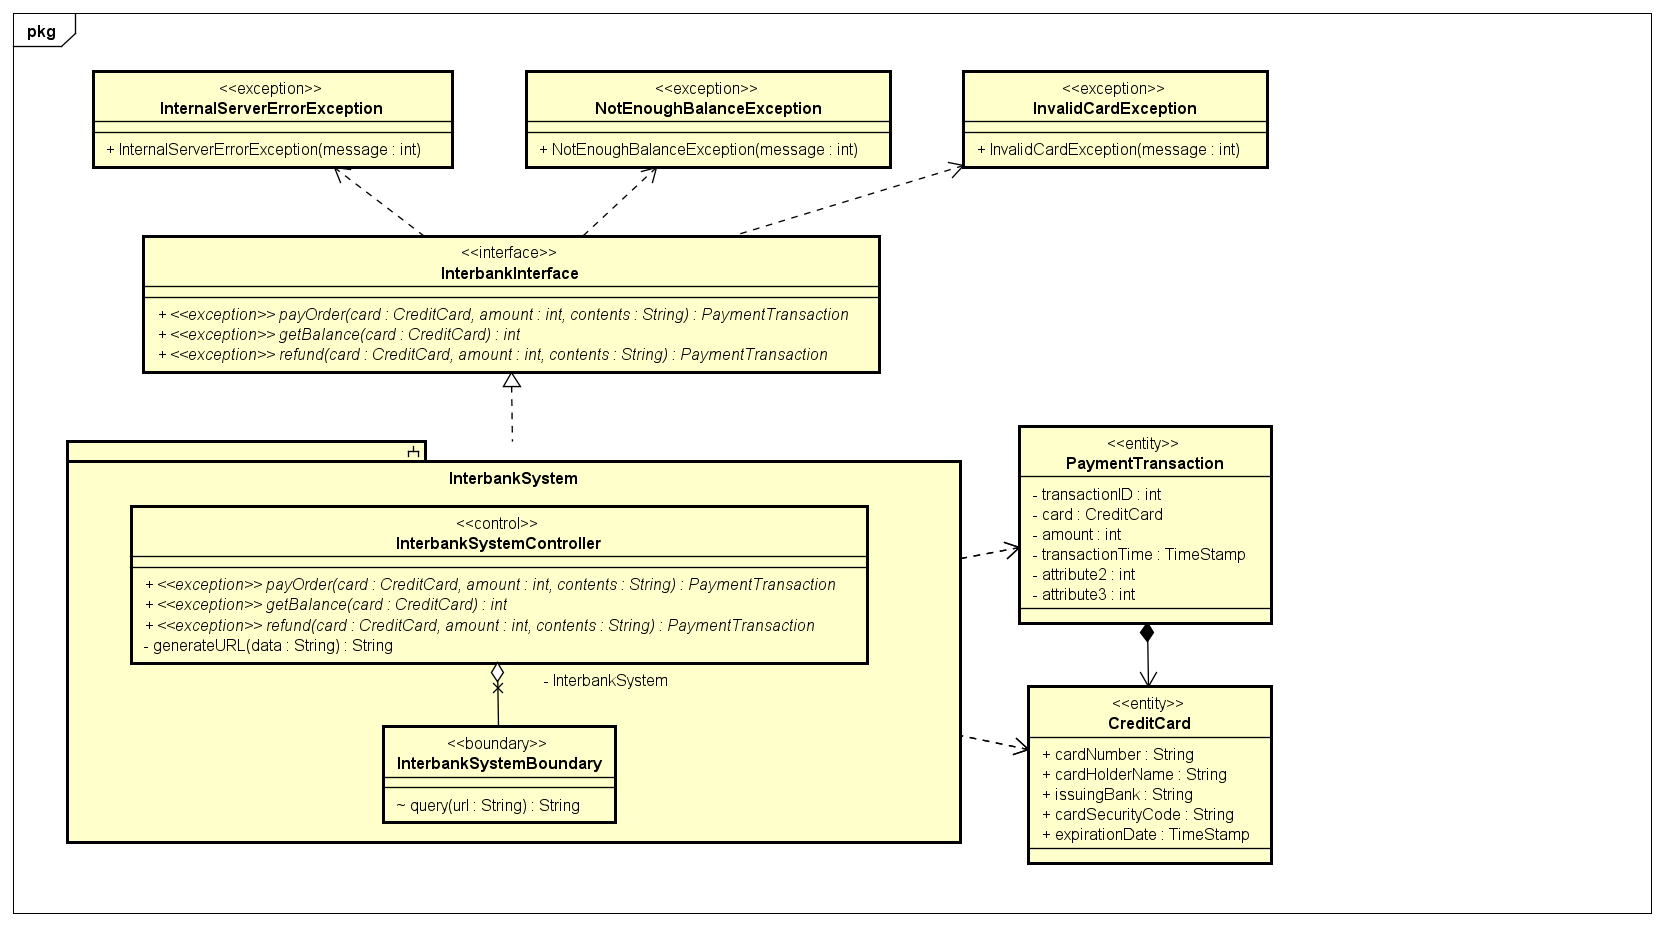 pkg
<<exception>>
InternalServerErrorException
+ InternalServerErrorException(message : int)
<<exception>>
NotEnoughBalanceException
+ NotEnoughBalanceException(message : int)
<<exception>>
InvalidCardException
+ InvalidCardException(message : int)
<<interface>>
InterbankInterface
+ <<exception>> payOrder(card : CreditCard, amount : int, contents : String) : PaymentTransaction
+ <<exception>> getBalance(card : CreditCard) : int
+ <<exception>> refund(card : CreditCard, amount : int, contents : String) : PaymentTransaction
InterbankSystem
<<control>>
InterbankSystemController
+ <<exception>> payOrder(card : CreditCard, amount : int, contents : String) : PaymentTransaction
+ <<exception>> getBalance(card : CreditCard) : int
+ <<exception>> refund(card : CreditCard, amount : int, contents : String) : PaymentTransaction
- generateURL(data : String) : String
- InterbankSystem
<<boundary>>
InterbankSystemBoundary
~ query(url : String) : String
<<entity>>
PaymentTransaction
- transactionID : int
- card : CreditCard
- amount : int
- transactionTime : TimeStamp
- attribute2 : int
- attribute3 : int
<<entity>>
CreditCard
+ cardNumber : String
+ cardHolderName : String
+ issuingBank : String
+ cardSecurityCode : String
+ expirationDate : TimeStamp